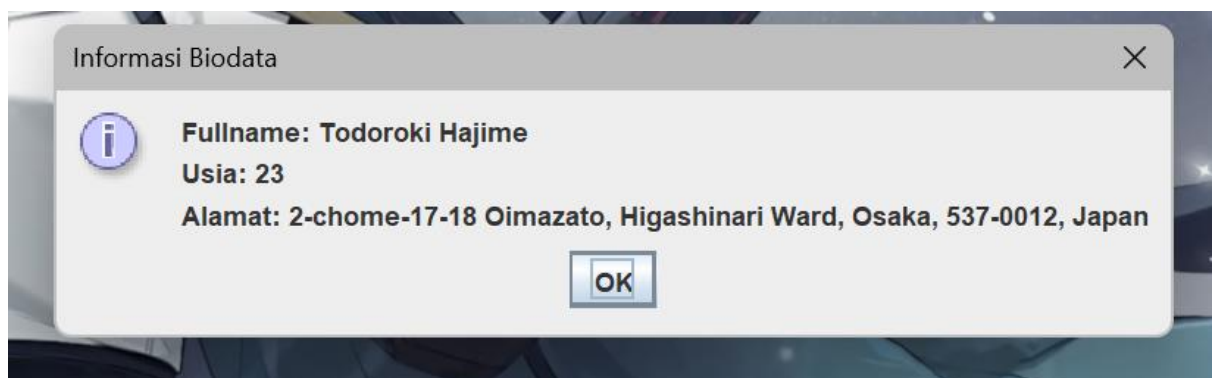 Informasi Biodata
Fullname: Todoroki Hajime
Usia: 23
Alamat: 2-chome-17-18 Oimazato, Higashinari Ward, Osaka, 537-0012, Japan
OK